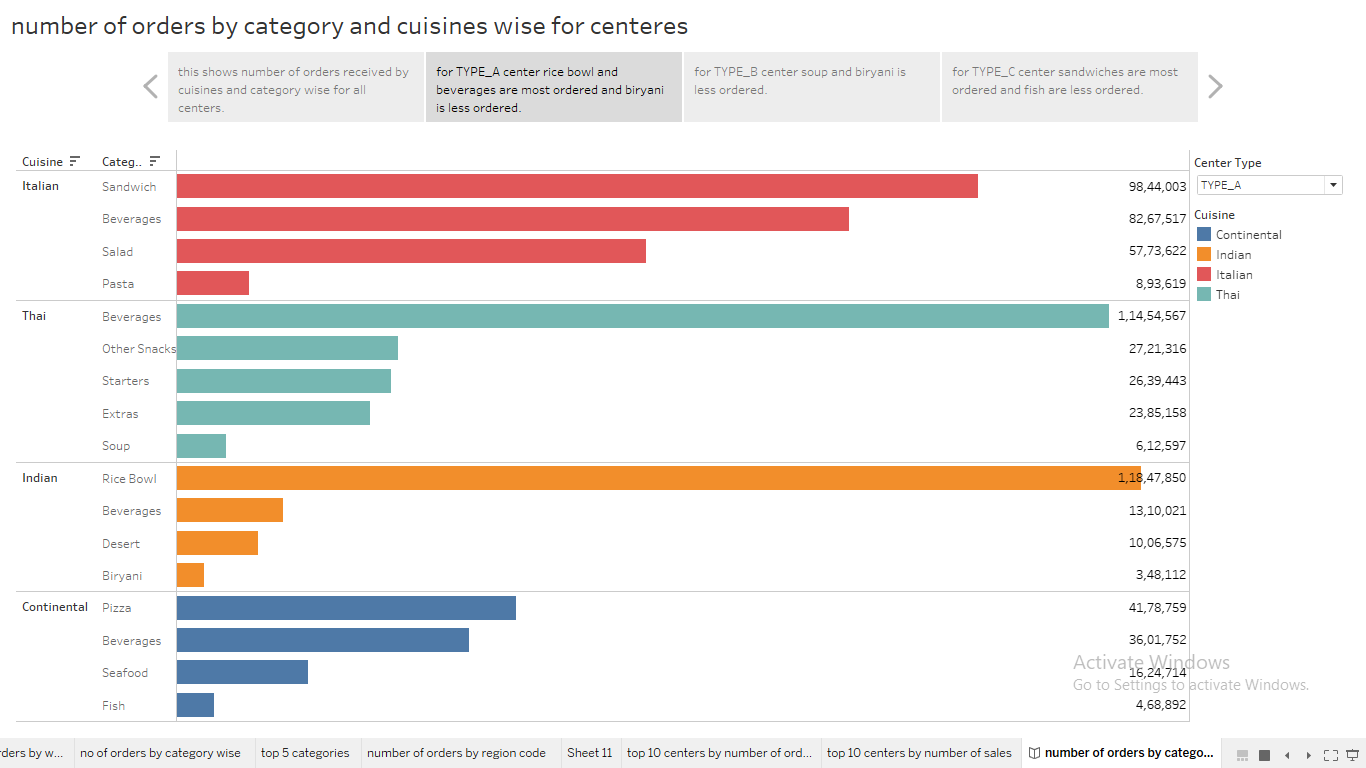 number of orders by category and cuisines wise for centeres
this shows number of orders received by
cuisines and category wise for all
centers.
for TYPE_A center rice bowl and
beverages are most ordered and biryani
is less ordered.
for TYPE_B center soup and biryani is
less ordered.
for TYPE_C center sandwiches are most
ordered and fish are less ordered.
Cuisine Categ..
Italian Sandwich 98,44,003
Beverages 82,67,517
Salad 57,73,622
Pasta 8,93,619
Thai Beverages 1,14,54,567
Other Snacks 27,21,316
Starters 26,39,443
Extras 23,85,158
Soup 6,12,597
Indian Rice Bowl 1,18,47,850
Beverages 13,10,021
Desert 10,06,575
Biryani 3,48,112
Continental Pizza 41,78,759
Beverages 36,01,752
Seafood 16,24,714
Fish 4,68,892
Center Type
TYPE_A
Cuisine
Continental
Indian
Italian
Thai
Activate Windows
Go to Settings to activate Windows.
rders by w... no of orders by category wise top 5 categories number of orders by region code Sheet 11 top 10 centers by number of ord... top 10 centers by number of sales number of orders by catego...